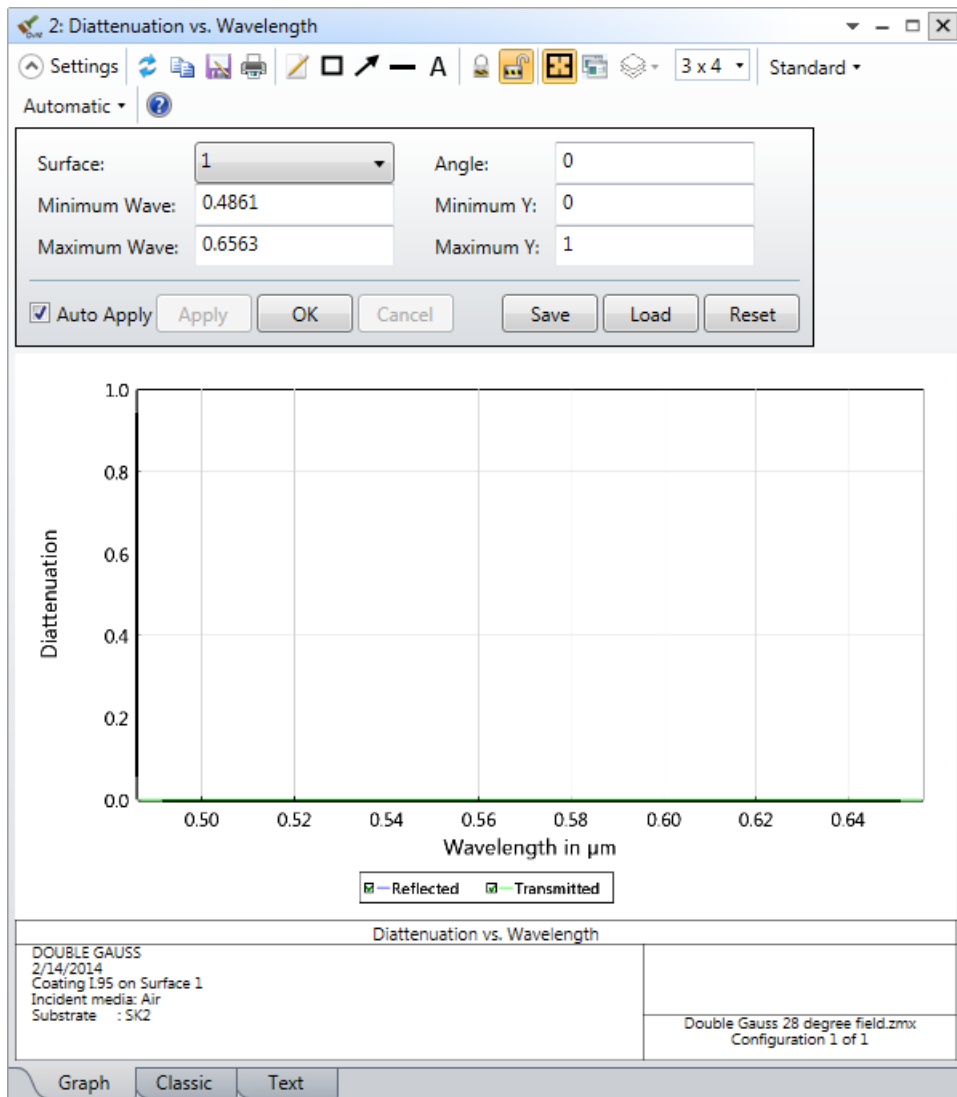 2: Diattenuation vs. Wavelength
Settings A 3 x 4 Standard
Automatic
Surface: 1 Angle: 0
Minimum Wave: 0.4861 Minimum Y: 0
Maximum Wave: 0.6563 Maximum Y: 1
Auto Apply Apply OK Cancel Save Load Reset
1.0
0.8
0.6
0.4
0.2
0.0
Diattenuation
0.50 0.52 0.54 0.56 0.58 0.60 0.62 0.64
Wavelength in µm
Reflected Transmitted
Diattenuation vs. Wavelength
DOUBLE GAUSS
2/14/2014
Coating I.95 on Surface 1
Incident media: Air
Substrate : SK2
Double Gauss 28 degree field.zmx
Configuration 1 of 1
Graph Classic Text